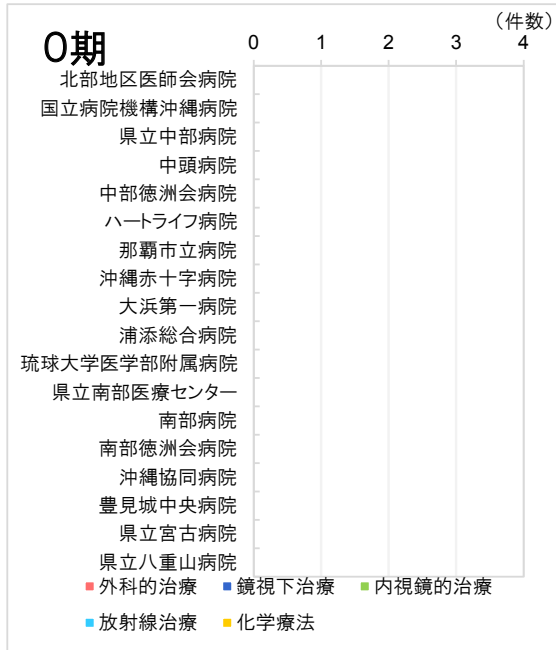 (件数)
0期
0 1 2 3 4
北部地区医師会病院
国立病院機構沖縄病院
県立中部病院
中頭病院
中部徳洲会病院
ハートライフ病院
那覇市立病院
沖縄赤十字病院
大浜第一病院
浦添総合病院
琉球大学医学部附属病院
県立南部医療センター
南部病院
南部徳洲会病院
沖縄協同病院
豊見城中央病院
県立宮古病院
県立八重山病院
外科的治療 鏡視下治療 内視鏡的治療
放射線治療 化学療法